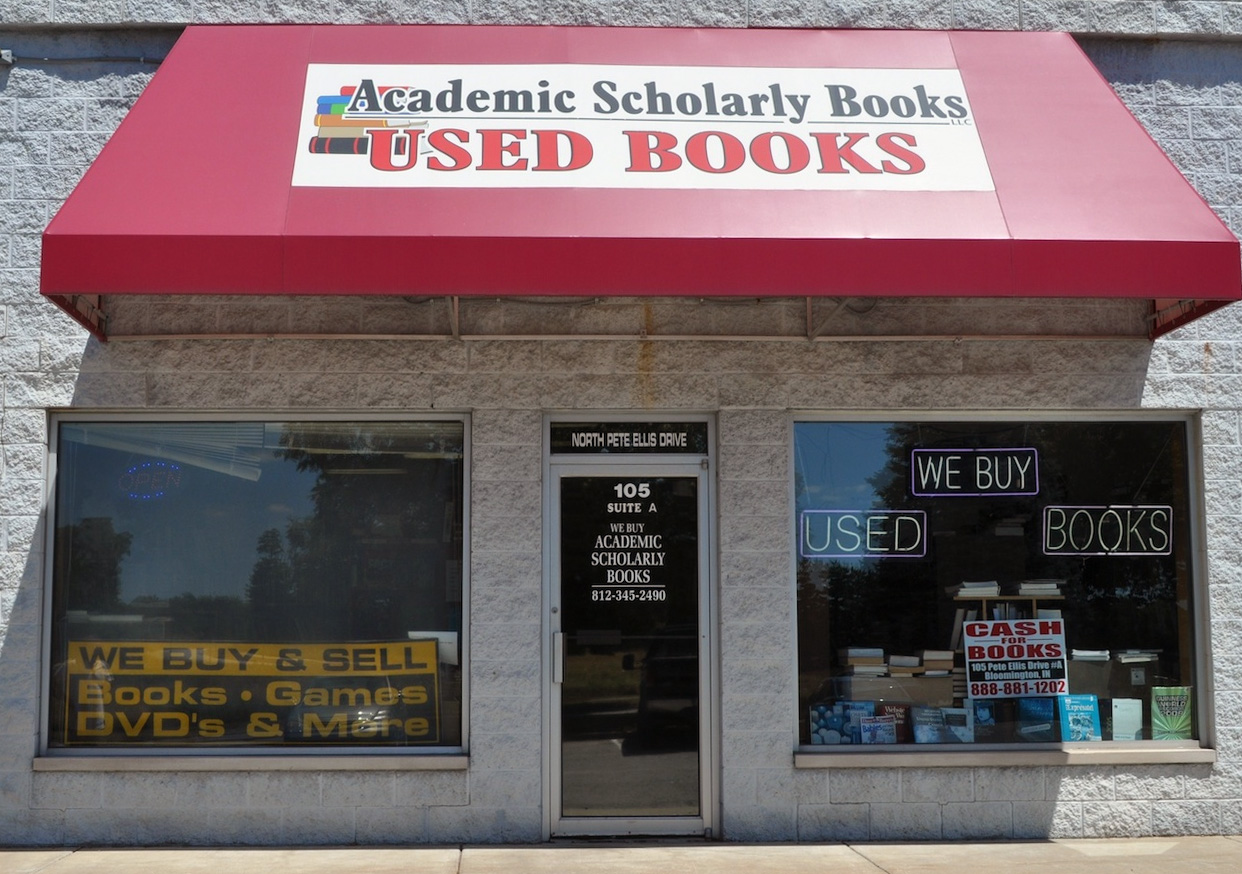 Academic Scholarly Books
LLC
USED BOOKS
OPEN
WE BUY & SELL
Books • Games
DVD's & More
NORTH PETE ELLIS DRIVE
105
SUITE A
WE BUY
ACADEMIC
SCHOLARLY
BOOKS
812-345-2490
WE BUY
USED BOOKS
CASH
FOR
BOOKS
105 Pete Ellis Drive #A
Bloomington, IN
888-881-1202
GUINNESS
WORLD